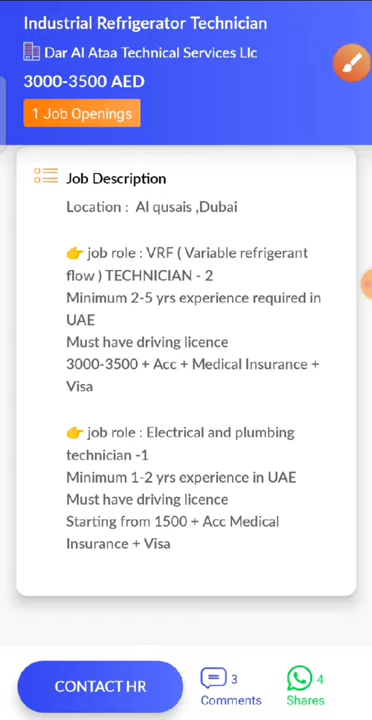 Industrial Refrigerator Technician
Dar Al Ataa Technical Services Llc
3000-3500 AED
1 Job Openings
Job Description
Location : Al qusais ,Dubai
👉 job role : VRF ( Variable refrigerant
flow ) TECHNICIAN - 2
Minimum 2-5 yrs experience required in
UAE
Must have driving licence
3000-3500 + Acc + Medical Insurance +
Visa
👉 job role : Electrical and plumbing
technician -1
Minimum 1-2 yrs experience in UAE
Must have driving licence
Starting from 1500 + Acc Medical
Insurance + Visa
CONTACT HR
3
Comments
4
Shares